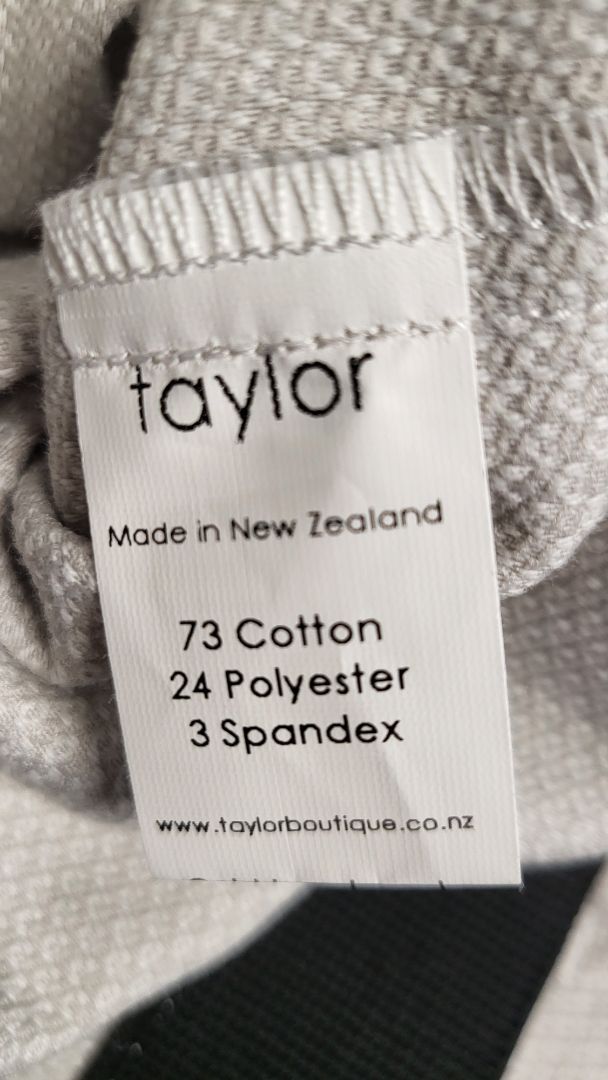 taylor
Made in New Zealand
73 Cotton
24 Polyester
3 Spandex
www.taylorboutique.co.nz